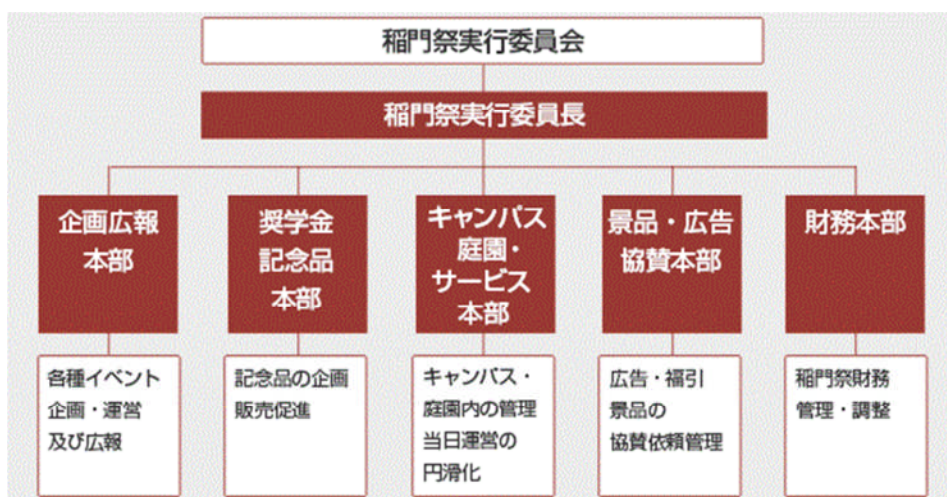 稲門祭実行委員会
稲門祭実行委員長
企画広報
本部
奨学金
記念品
本部
キャンパス
庭園・
サービス
本部
景品・広告
協賛本部
財務本部
各種イベント
企画・運営
及び広報
記念品の企画
販売促進
キャンパス・
庭園内の管理
当日運営の
円滑化
広告・福引
景品の
協賛依頼管理
稲門祭財務
管理・調整